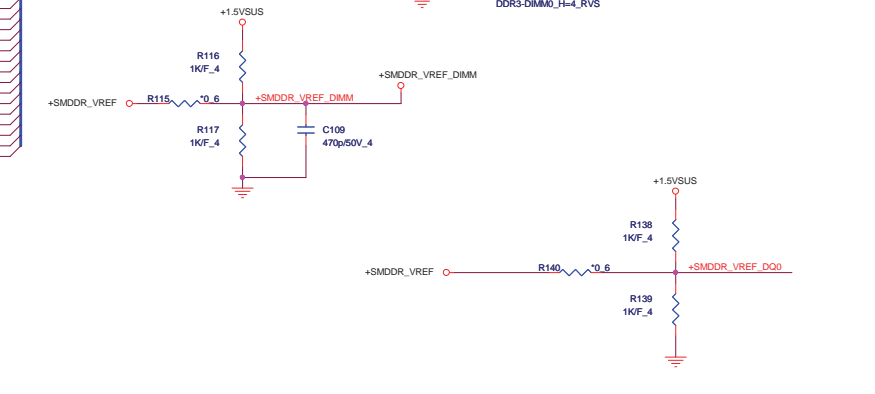 DDR3-DIMM0_H=4_RVS
+1.5VSUS
R116
1K/F_4
+SMDDR_VREF_DIMM
+SMDDR_VREF
R115
*0_6
+SMDDR_VREF_DIMM
R117
1K/F_4
C109
470p/50V_4
+1.5VSUS
R138
1K/F_4
+SMDDR_VREF
R140
*0_6
+SMDDR_VREF_DQ0
R139
1K/F_4